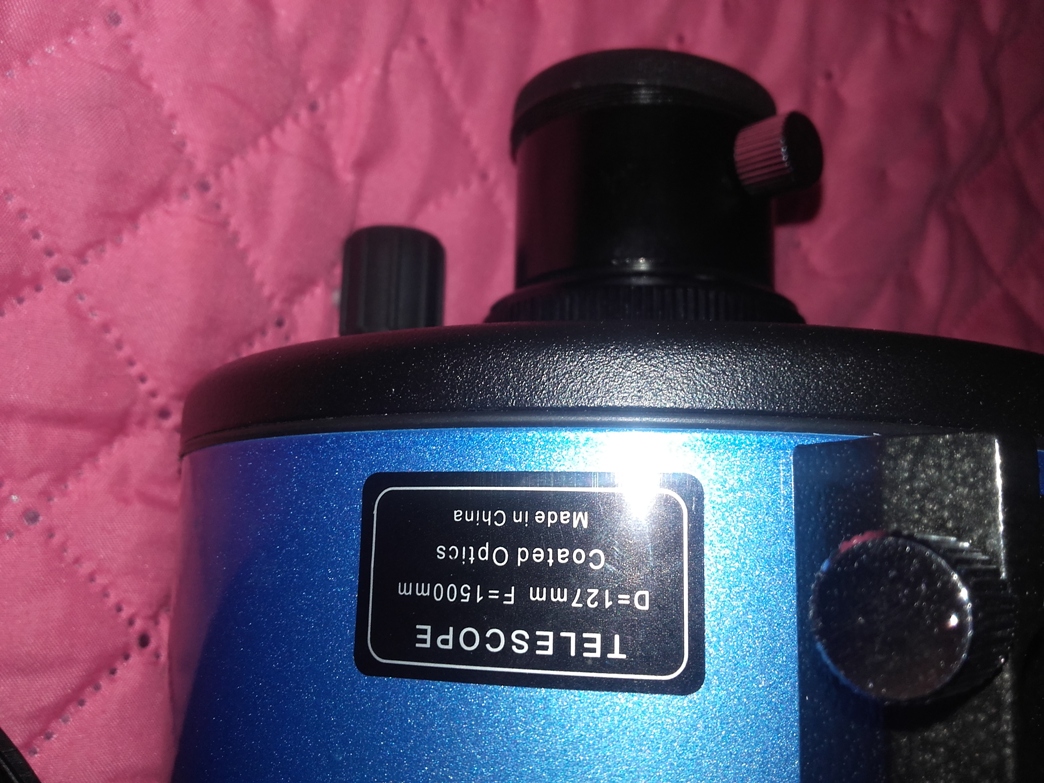 TELESCOPE
D=127mm F=1500mm
Coated Optics
Made in China